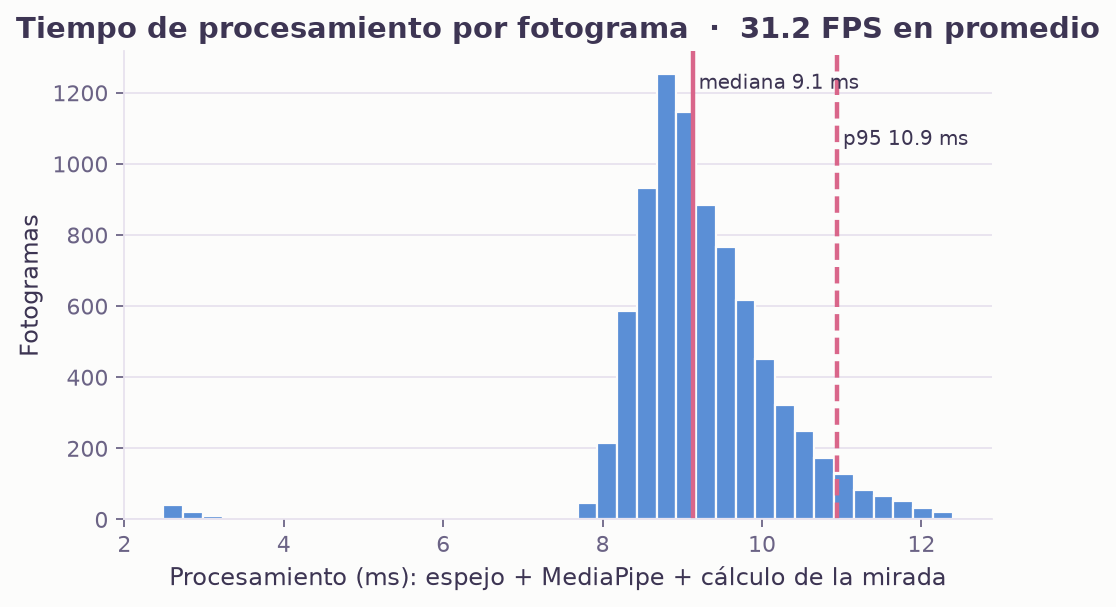 Tiempo de procesamiento por fotograma · 31.2 FPS en promedio
mediana 9.1 ms
p95 10.9 ms
Fotogramas
1200
1000
800
600
400
200
0
2 4 6 8 10 12
Procesamiento (ms): espejo + MediaPipe + cálculo de la mirada